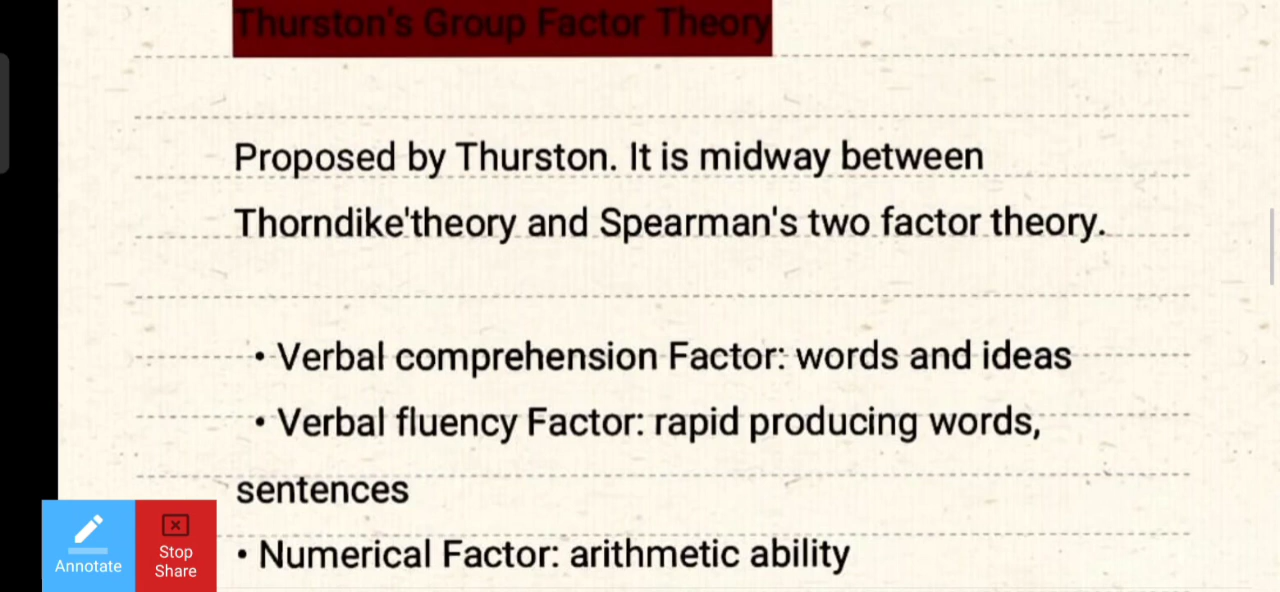 Thurston's Group Factor Theory
Proposed by Thurston. It is midway between
Thorndike'theory and Spearman's two factor theory.
• Verbal comprehension Factor: words and ideas
• Verbal fluency Factor: rapid producing words,
sentences
• Numerical Factor: arithmetic ability
Annotate
Stop
Share